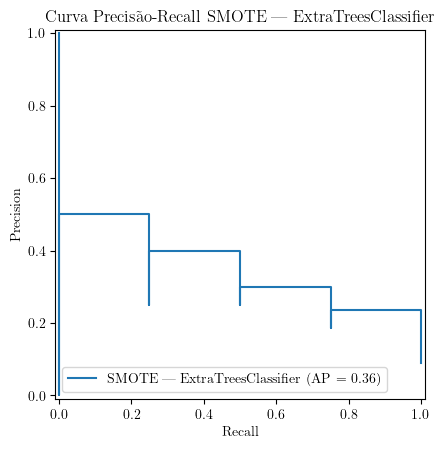 Curva Precisão-Recall SMOTE — ExtraTreesClassifier
1.0
0.8
0.6
0.4
0.2
0.0
Precision
SMOTE — ExtraTreesClassifier (AP = 0.36)
0.0 0.2 0.4 0.6 0.8 1.0
Recall